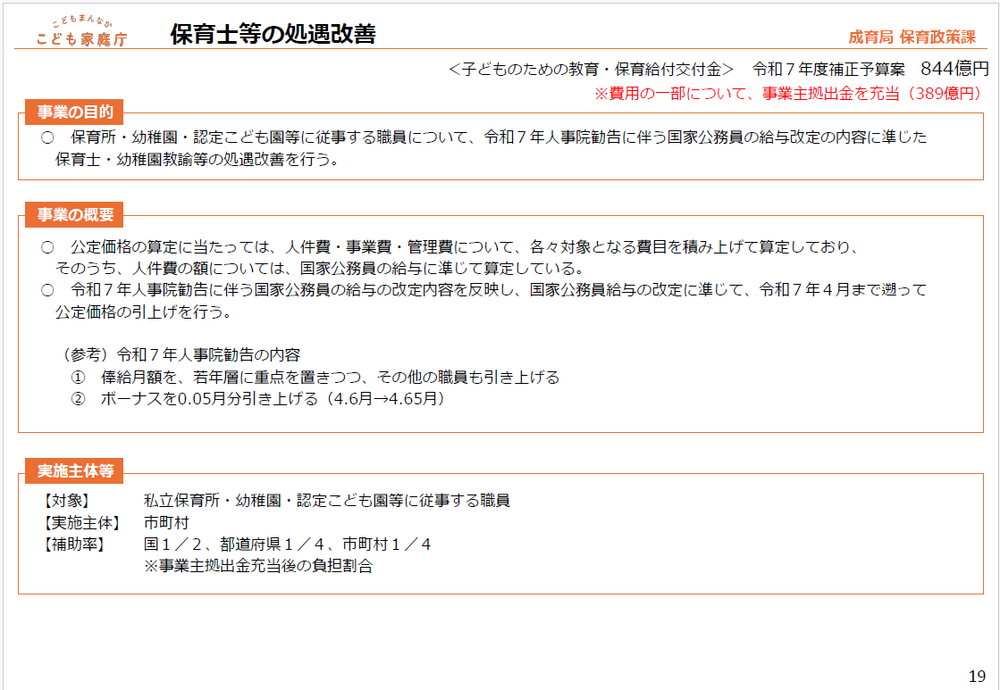 こどもまんなか
こども家庭庁
保育士等の処遇改善
成育局 保育政策課
＜子どものための教育・保育給付交付金＞　令和７年度補正予算案　844億円
※費用の一部について、事業主拠出金を充当（389億円）
事業の目的
○　保育所・幼稚園・認定こども園等に従事する職員について、令和７年人事院勧告に伴う国家公務員の給与改定の内容に準じた
保育士・幼稚園教諭等の処遇改善を行う。
事業の概要
○　公定価格の算定に当たっては、人件費・事業費・管理費について、各々対象となる費目を積み上げて算定しており、
そのうち、人件費の額については、国家公務員の給与に準じて算定している。
○　令和７年人事院勧告に伴う国家公務員の給与の改定内容を反映し、国家公務員給与の改定に準じて、令和７年４月まで遡って
公定価格の引上げを行う。
（参考）令和７年人事院勧告の内容
①　俸給月額を、若年層に重点を置きつつ、その他の職員も引き上げる
②　ボーナスを0.05月分引き上げる（4.6月→4.65月）
実施主体等
【対象】　私立保育所・幼稚園・認定こども園等に従事する職員
【実施主体】　市町村
【補助率】　国１／２、都道府県１／４、市町村１／４
※事業主拠出金充当後の負担割合
19